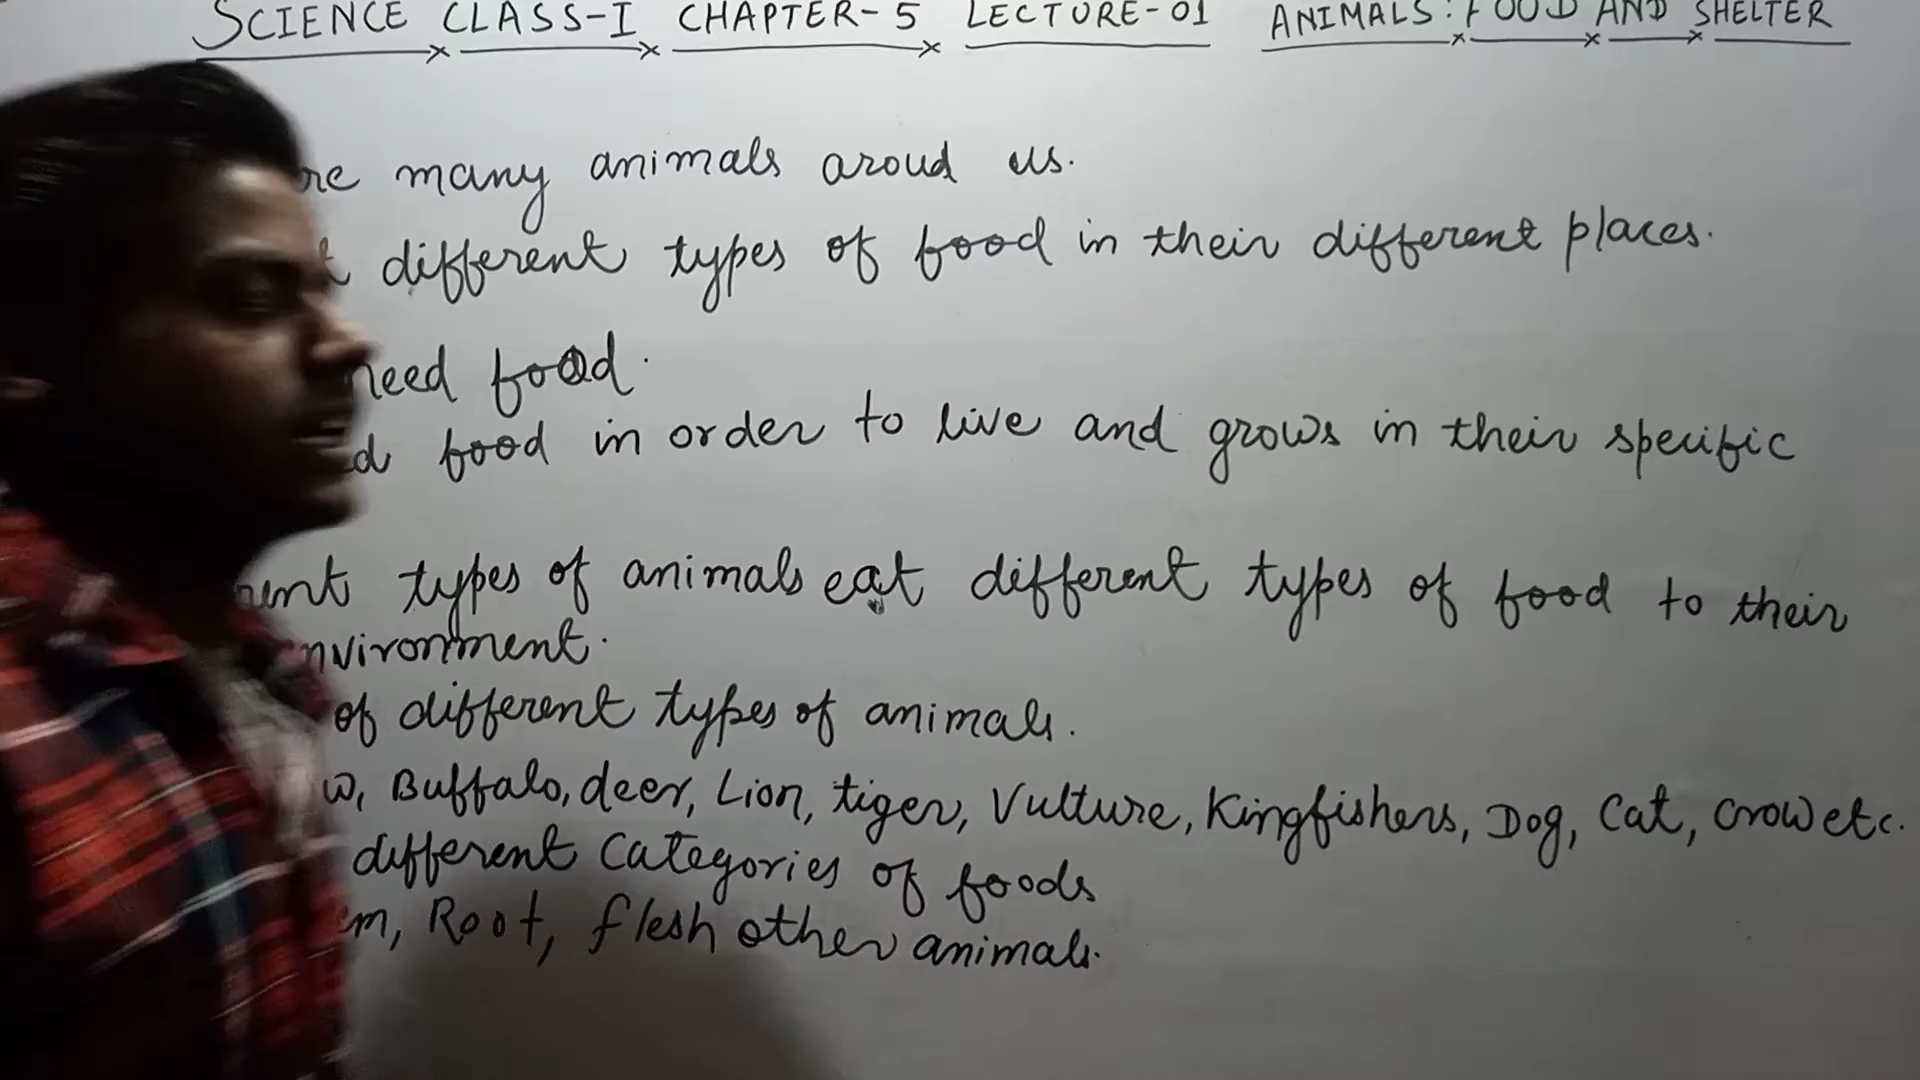 SCIENCE CLASS-I CHAPTER-5 LECTURE-01 ANIMALS: FOOD AND SHELTER
many animals aroud us.
different types of food in their different places.
need food.
food in order to live and grows in their specific
types of animals eat different types of food to their
nvironment.
of different types of animals.
w, Buffalo, deer, Lion, tiger, Vulture, Kingfishers, Dog, Cat, Crow etc.
different Categories of foods
Root, flesh other animals.